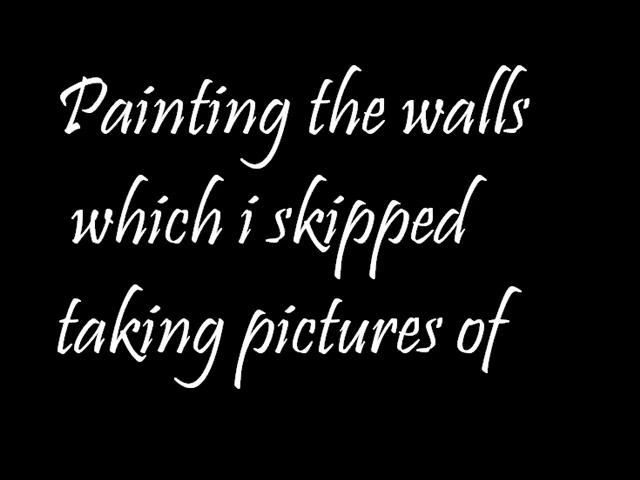 Painting the walls
which i skipped
taking pictures of